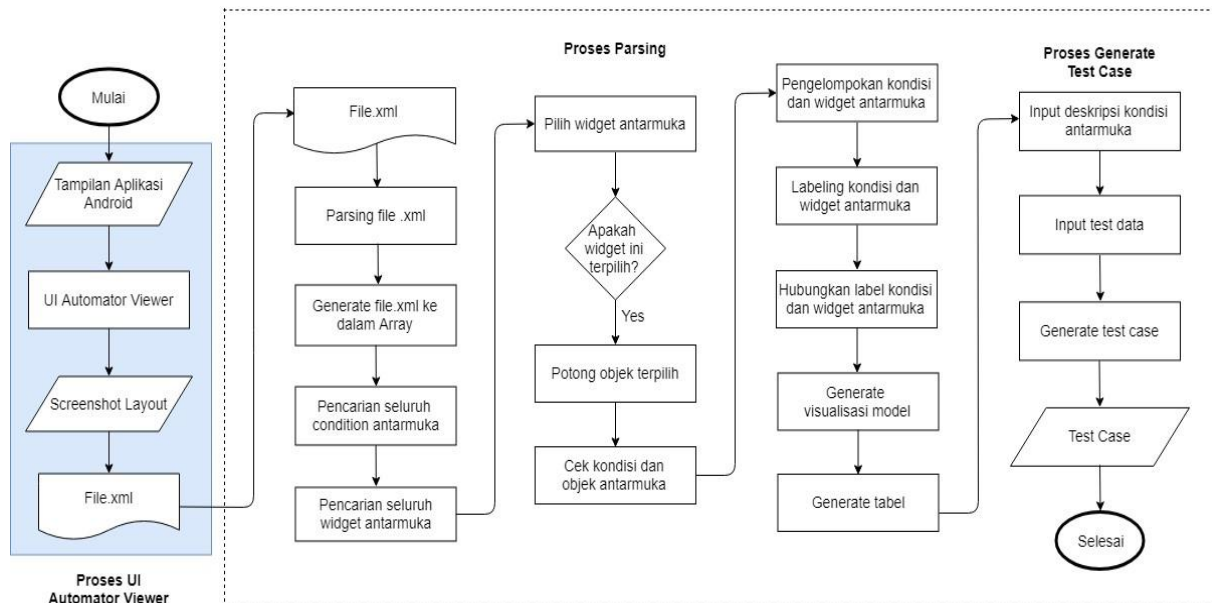 Mulai
Tampilan Aplikasi
Android
UI Automator Viewer
Screenshot Layout
File.xml
Proses UI
Automator Viewer
Proses Parsing
File.xml
Parsing file .xml
Generate file.xml ke
dalam Array
Pencarian seluruh
condition antarmuka
Pencarian seluruh
widget antarmuka
Pilih widget antarmuka
Apakah
widget ini
terpilih?
Yes
Potong objek terpilih
Cek kondisi dan
objek antarmuka
Pengelompokan kondisi
dan widget antarmuka
Labeling kondisi dan
widget antarmuka
Hubungkan label kondisi
dan widget antarmuka
Generate
visualisasi model
Generate tabel
Proses Generate
Test Case
Input deskripsi kondisi
antarmuka
Input test data
Generate test case
Test Case
Selesai